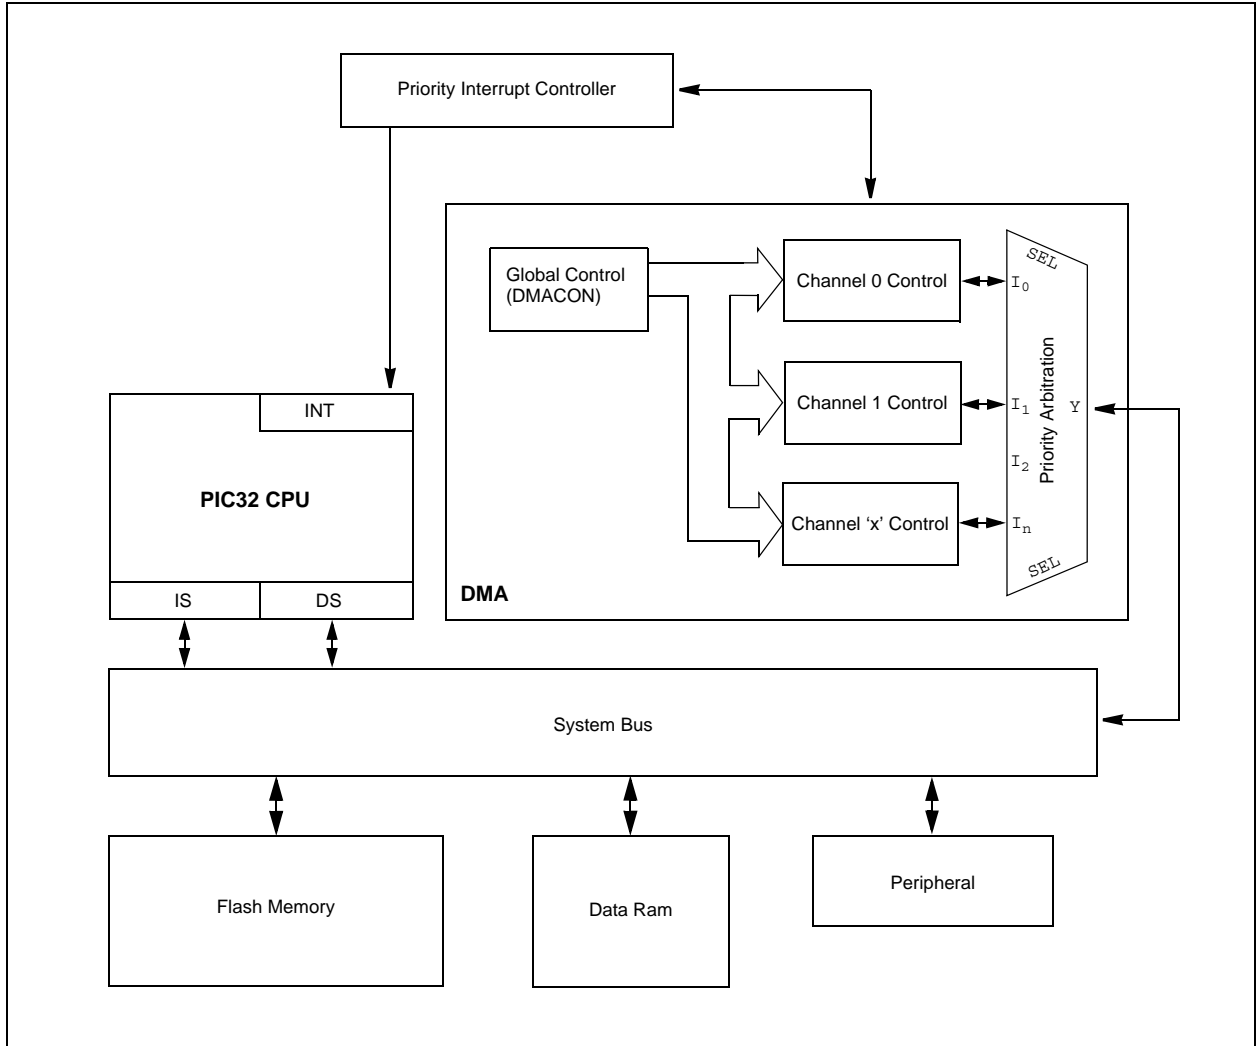 Priority Interrupt Controller
Global Control
(DMACON)
Channel 0 Control
SEL
I0
INT
Channel 1 Control
I1
Priority Arbitration
Y
I2
PIC32 CPU
Channel ‘x’ Control
In
SEL
DMA
IS
DS
System Bus
Flash Memory
Data Ram
Peripheral